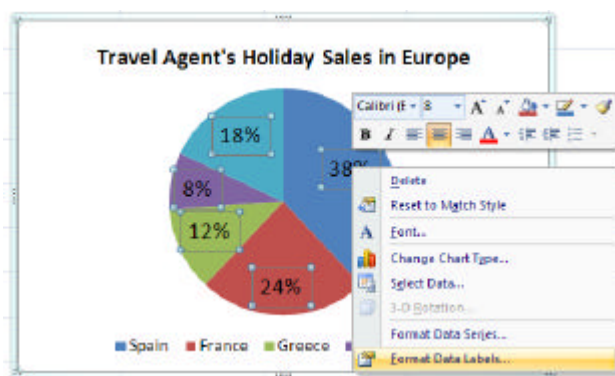 Travel Agent's Holiday Sales in Europe
Calibri (E 8 A A
B I A
18%
38%
8%
12%
24%
Delete
Reset to Match Style
A Font...
Change Chart Type...
Select Data...
3-D Rotation...
Format Data Series...
Format Data Labels...
Spain France Greece